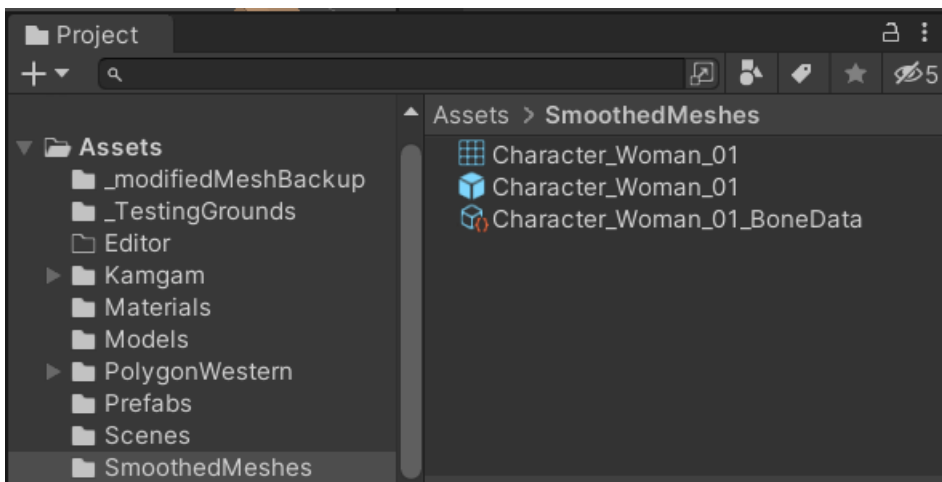 Project
5
Assets > SmoothedMeshes
Assets
_modifiedMeshBackup
_TestingGrounds
Editor
Kamgam
Materials
Models
PolygonWestern
Prefabs
Scenes
SmoothedMeshes
Character_Woman_01
Character_Woman_01
Character_Woman_01_BoneData